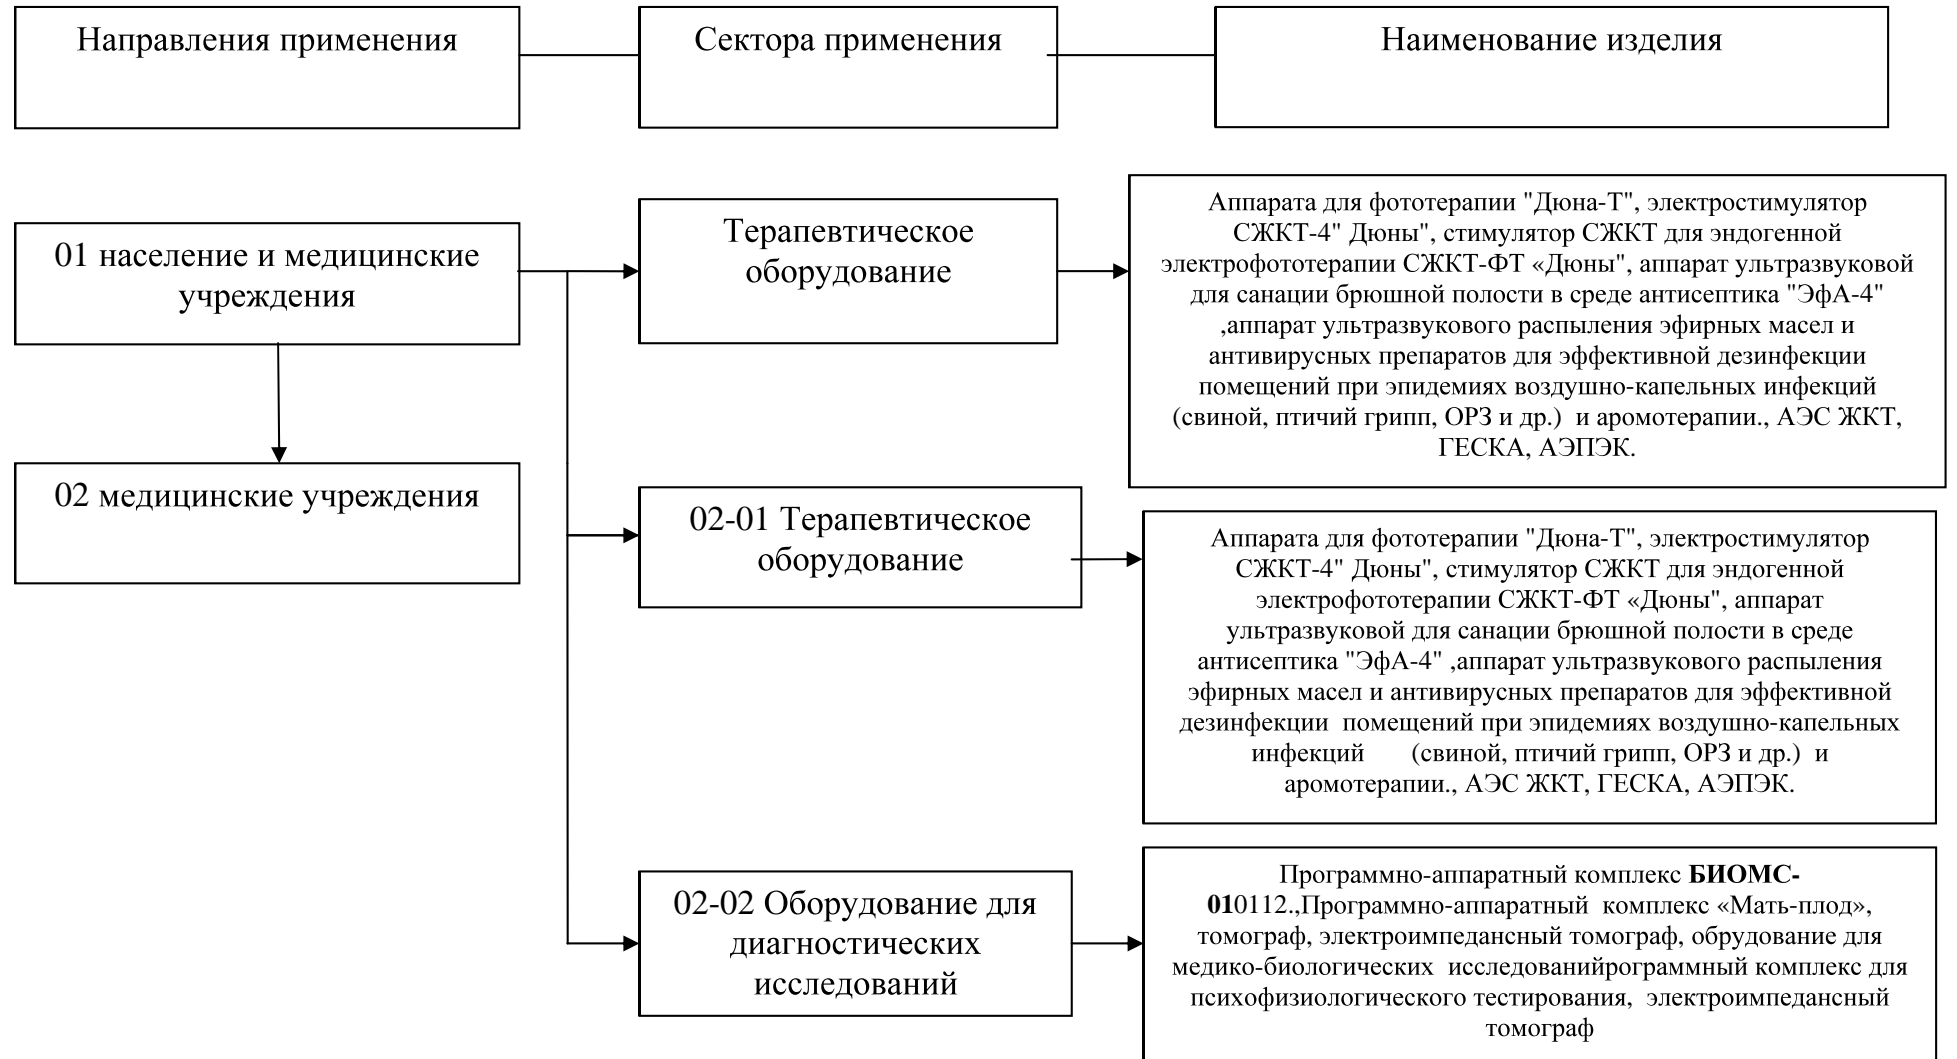 Направления применения
Сектора применения
Наименование изделия
01 население и медицинские
учреждения
Терапевтическое
оборудование
Аппарата для фототерапии "Дюна-Т", электростимулятор
СЖКТ-4" Дюны", стимулятор СЖКТ для эндогенной
электрофототерапии СЖКТ-ФТ «Дюны", аппарат ультразвуковой
для санации брюшной полости в среде антисептика "ЭфА-4"
,аппарат ультразвукового распыления эфирных масел и
антивирусных препаратов для эффективной дезинфекции
помещений при эпидемиях воздушно-капельных инфекций
(свиной, птичий грипп, ОРЗ и др.) и аромотерапии., АЭС ЖКТ,
ГЕСКА, АЭПЭК.
02 медицинские учреждения
02-01 Терапевтическое
оборудование
Аппарата для фототерапии "Дюна-Т", электростимулятор
СЖКТ-4" Дюны", стимулятор СЖКТ для эндогенной
электрофототерапии СЖКТ-ФТ «Дюны", аппарат
ультразвуковой для санации брюшной полости в среде
антисептика "ЭфА-4" ,аппарат ультразвукового распыления
эфирных масел и антивирусных препаратов для эффективной
дезинфекции помещений при эпидемиях воздушно-капельных
инфекций (свиной, птичий грипп, ОРЗ и др.) и
аромотерапии., АЭС ЖКТ, ГЕСКА, АЭПЭК.
02-02 Оборудование для
диагностических
исследований
Программно-аппаратный комплекс БИОМС-
010112.,Программно-аппаратный комплекс «Мать-плод»,
томограф, электроимпедансный томограф, обрудование для
медико-биологических исследованийрограммный комплекс для
психофизиологического тестирования, электроимпедансный
томограф